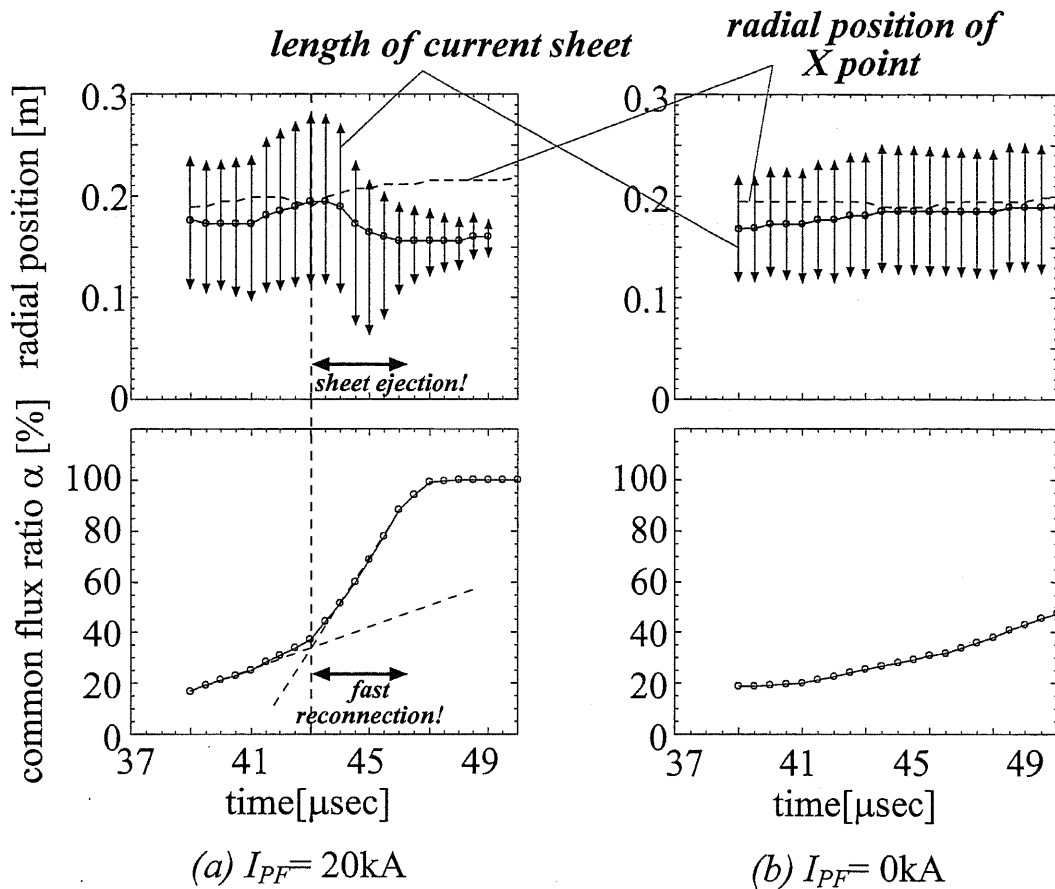 length of current sheet
radial position of
X point
radial position [m]
0.3
0.2
0.1
0
sheet ejection!
0.3
0.2
0.1
0
common flux ratio α [%]
100
80
60
40
20
0
fast
reconnection!
37 41 45 49
time[μsec]
100
80
60
40
20
0
37 41 45 49
time[μsec]
(a) I_PF= 20kA
(b) I_PF= 0kA